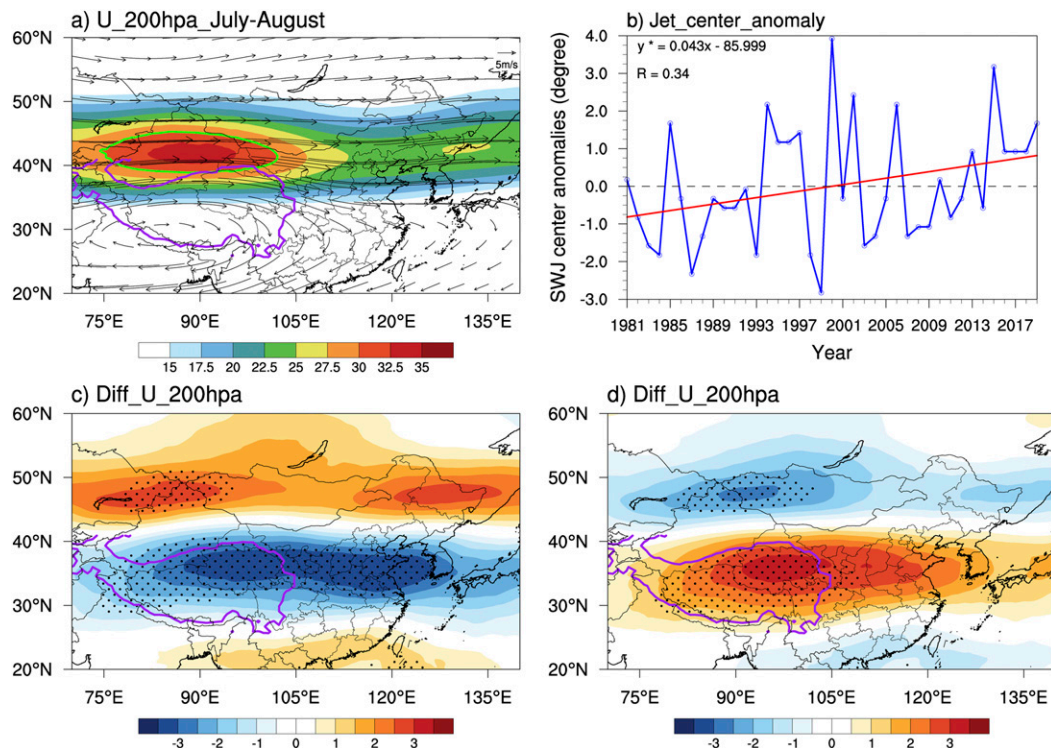 a) U_200hpa_July-August
60°N
50°N
40°N
30°N
20°N
5m/s
75°E 90°E 105°E 120°E 135°E
15 17.5 20 22.5 25 27.5 30 32.5 35
b) Jet_center_anomaly
y * = 0.043x - 85.999
R = 0.34
SWJ center anomalies (degree)
4.0
3.0
2.0
1.0
0.0
-1.0
-2.0
-3.0
1981 1985 1989 1993 1997 2001 2005 2009 2013 2017
Year
c) Diff_U_200hpa
60°N
50°N
40°N
30°N
20°N
75°E 90°E 105°E 120°E 135°E
-3 -2 -1 0 1 2 3
d) Diff_U_200hpa
60°N
50°N
40°N
30°N
20°N
75°E 90°E 105°E 120°E 135°E
-3 -2 -1 0 1 2 3